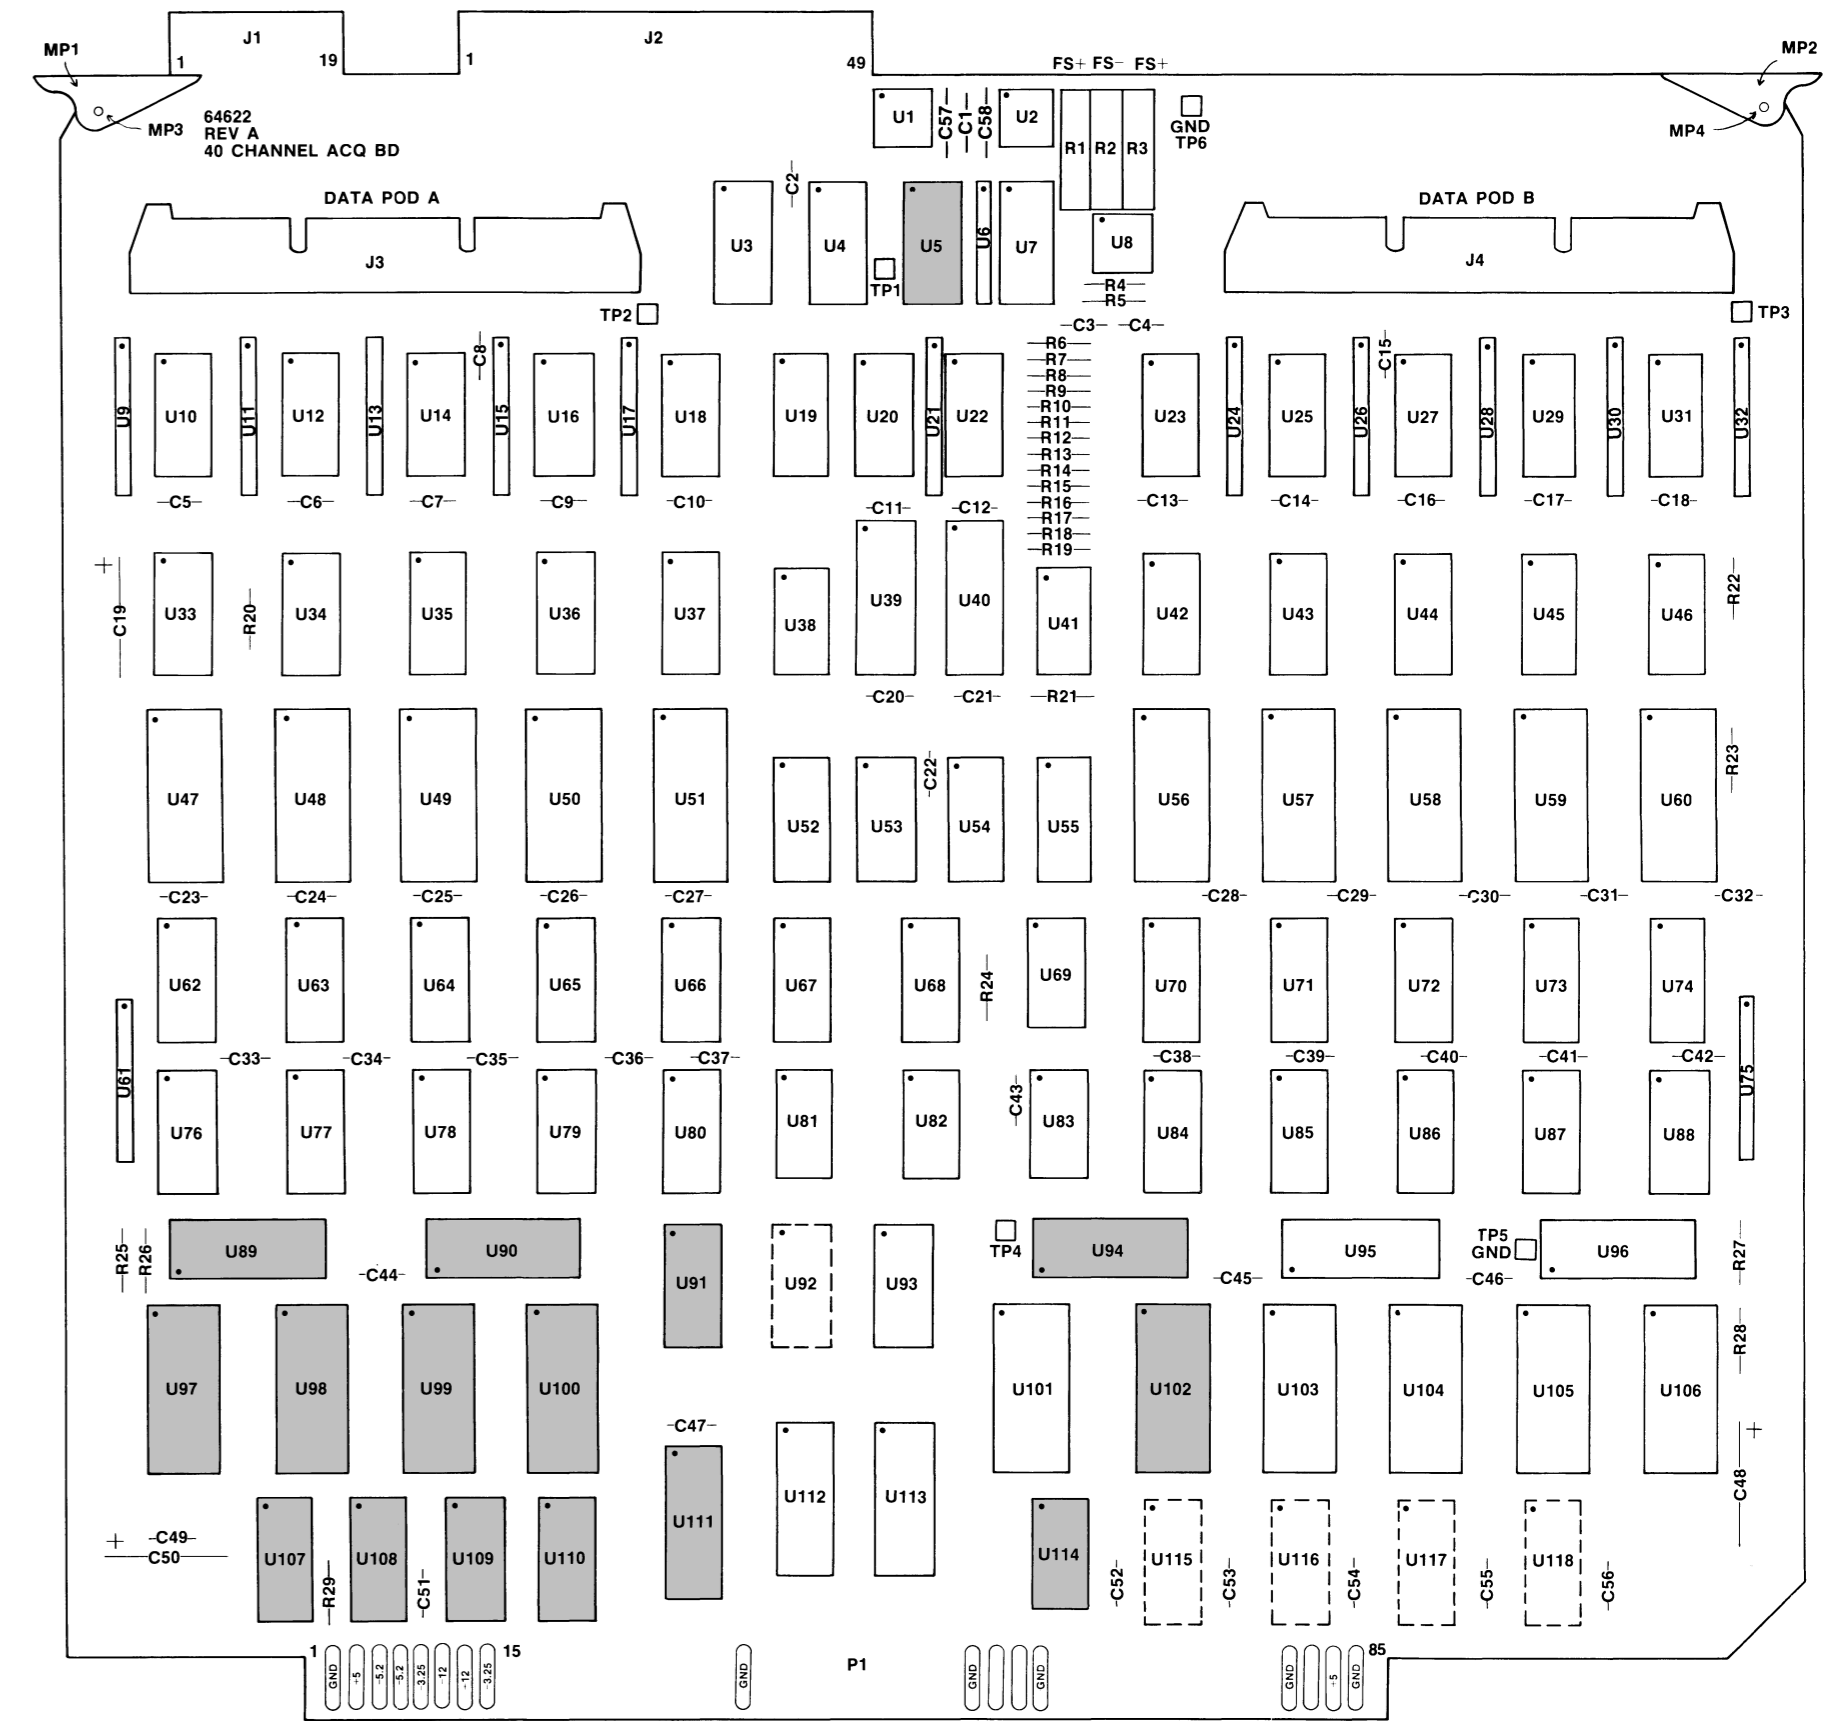 J1
J2
MP1
1
19
1
49
FS+ FS- FS+
MP2
MP3
64622
REV A
40 CHANNEL ACQ BD
U1
C57
C1
C58
U2
R1
R2
R3
GND
TP6
MP4
C2
DATA POD A
DATA POD B
J3
U3
U4
TP1
U5
U6
U7
U8
J4
R4
R5
TP2
TP3
C3
C4
C8
C15
R6
R7
R8
R9
R10
R11
R12
R13
R14
R15
R16
R17
R18
R19
U9
U10
U11
U12
U13
U14
U15
U16
U17
U18
U19
U20
U21
U22
U23
U24
U25
U26
U27
U28
U29
U30
U31
U32
C5
C6
C7
C9
C10
C11
C12
C13
C14
C16
C17
C18
+
C19
U33
R20
U34
U35
U36
U37
U38
U39
U40
U41
U42
U43
U44
U45
U46
R22
C20
C21
R21
U47
U48
U49
U50
U51
U52
U53
C22
U54
U55
U56
U57
U58
U59
U60
R23
C23
C24
C25
C26
C27
C28
C29
C30
C31
C32
U62
U63
U64
U65
U66
U67
U68
R24
U69
U70
U71
U72
U73
U74
U61
C33
C34
C35
C36
C37
C38
C39
C40
C41
C42
U75
U76
U77
U78
U79
U80
U81
U82
C43
U83
U84
U85
U86
U87
U88
R25
R26
U89
C44
U90
U91
U92
U93
TP4
U94
C45
U95
TP5
GND
C46
U96
R27
U97
U98
U99
U100
C47
U101
U102
U103
U104
U105
U106
R28
+
C48
+
C49
C50
U107
R29
U108
C51
U109
U110
U111
U112
U113
U114
C52
U115
C53
U116
C54
U117
C55
U118
C56
1
GND
+5
-5.2
-5.2
-3.25
-12
+12
-3.25
15
GND
P1
GND
GND
GND
+5
GND
85